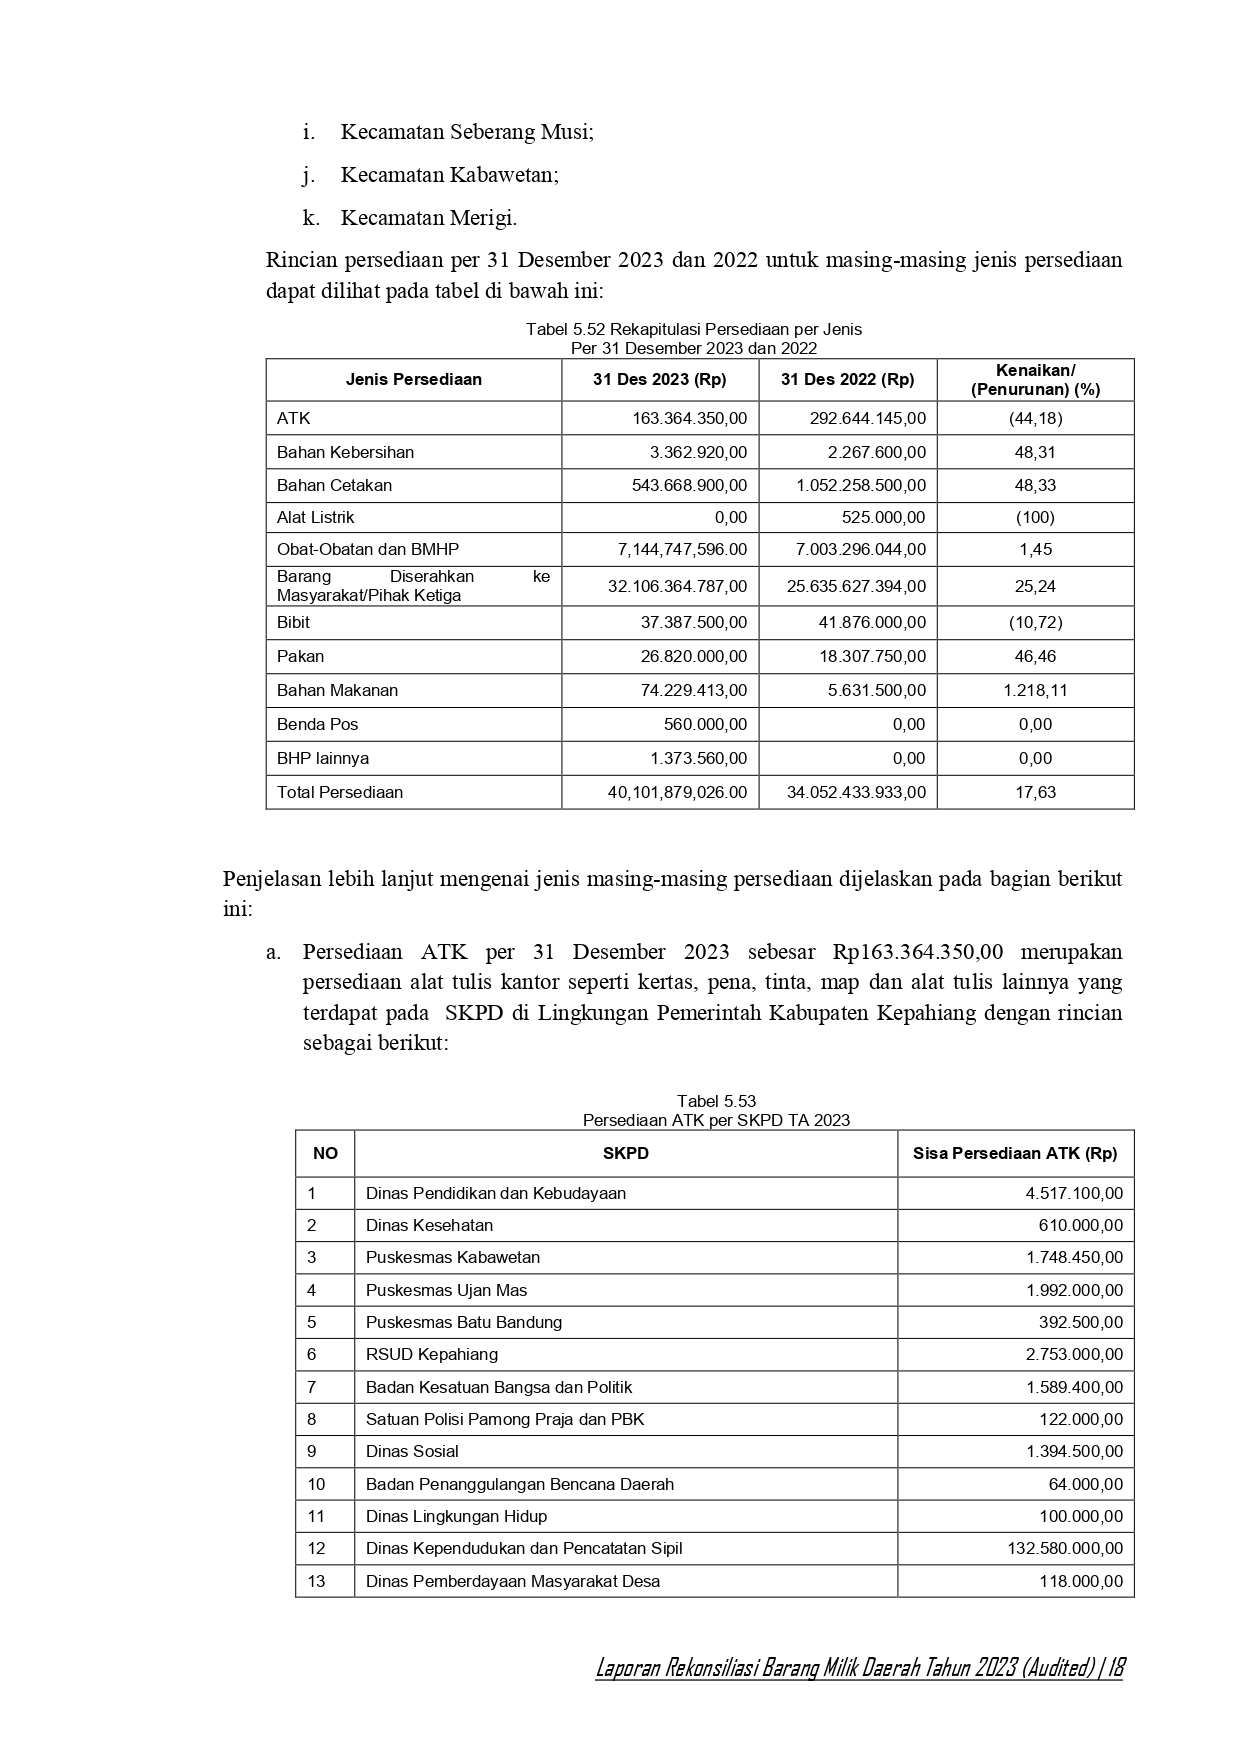 i. Kecamatan Seberang Musi;
j. Kecamatan Kabawetan;
k. Kecamatan Merigi.
Rincian persediaan per 31 Desember 2023 dan 2022 untuk masing-masing jenis persediaan
dapat dilihat pada tabel di bawah ini:
Tabel 5.52 Rekapitulasi Persediaan per Jenis
Per 31 Desember 2023 dan 2022
Jenis Persediaan 31 Des 2023 (Rp) 31 Des 2022 (Rp) Kenaikan/
(Penurunan) (%)
ATK 163.364.350,00 292.644.145,00 (44,18)
Bahan Kebersihan 3.362.920,00 2.267.600,00 48,31
Bahan Cetakan 543.668.900,00 1.052.258.500,00 48,33
Alat Listrik 0,00 525.000,00 (100)
Obat-Obatan dan BMHP 7,144,747,596.00 7.003.296.044,00 1,45
Barang Diserahkan ke
Masyarakat/Pihak Ketiga 32.106.364.787,00 25.635.627.394,00 25,24
Bibit 37.387.500,00 41.876.000,00 (10,72)
Pakan 26.820.000,00 18.307.750,00 46,46
Bahan Makanan 74.229.413,00 5.631.500,00 1.218,11
Benda Pos 560.000,00 0,00 0,00
BHP lainnya 1.373.560,00 0,00 0,00
Total Persediaan 40,101,879,026.00 34.052.433.933,00 17,63
Penjelasan lebih lanjut mengenai jenis masing-masing persediaan dijelaskan pada bagian berikut
ini:
a. Persediaan ATK per 31 Desember 2023 sebesar Rp163.364.350,00 merupakan
persediaan alat tulis kantor seperti kertas, pena, tinta, map dan alat tulis lainnya yang
terdapat pada SKPD di Lingkungan Pemerintah Kabupaten Kepahiang dengan rincian
sebagai berikut:
Tabel 5.53
Persediaan ATK per SKPD TA 2023
NO SKPD Sisa Persediaan ATK (Rp)
1 Dinas Pendidikan dan Kebudayaan 4.517.100,00
2 Dinas Kesehatan 610.000,00
3 Puskesmas Kabawetan 1.748.450,00
4 Puskesmas Ujan Mas 1.992.000,00
5 Puskesmas Batu Bandung 392.500,00
6 RSUD Kepahiang 2.753.000,00
7 Badan Kesatuan Bangsa dan Politik 1.589.400,00
8 Satuan Polisi Pamong Praja dan PBK 122.000,00
9 Dinas Sosial 1.394.500,00
10 Badan Penanggulangan Bencana Daerah 64.000,00
11 Dinas Lingkungan Hidup 100.000,00
12 Dinas Kependudukan dan Pencatatan Sipil 132.580.000,00
13 Dinas Pemberdayaan Masyarakat Desa 118.000,00
Laporan Rekonsiliasi Barang Milik Daerah Tahun 2023 (Audited) | 18